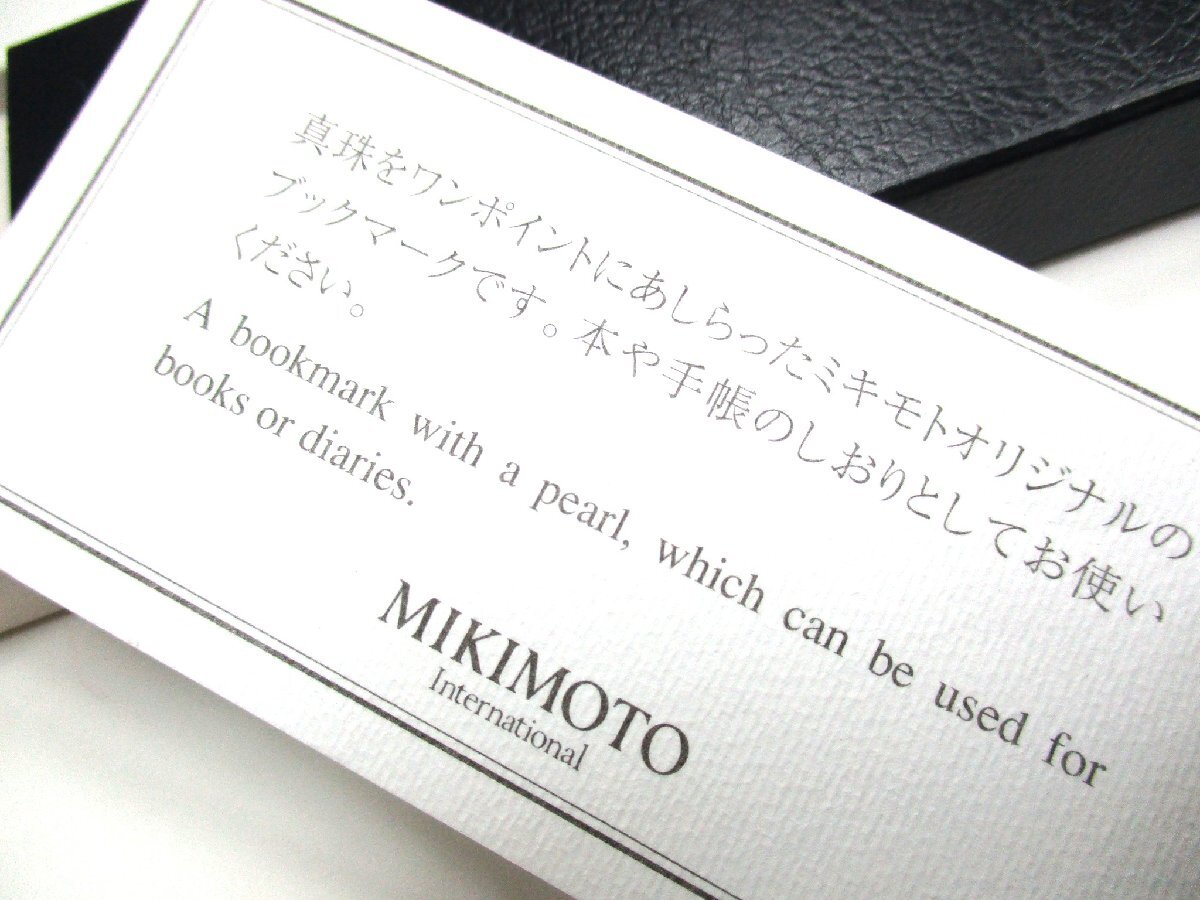 真珠をワンポイントにあしらったミキモトオリジナルの
ブックマークです。本や手帳のしおりとしてお使い
ください。
A bookmark with a pearl, which can be used for
books or diaries.
MIKIMOTO
International